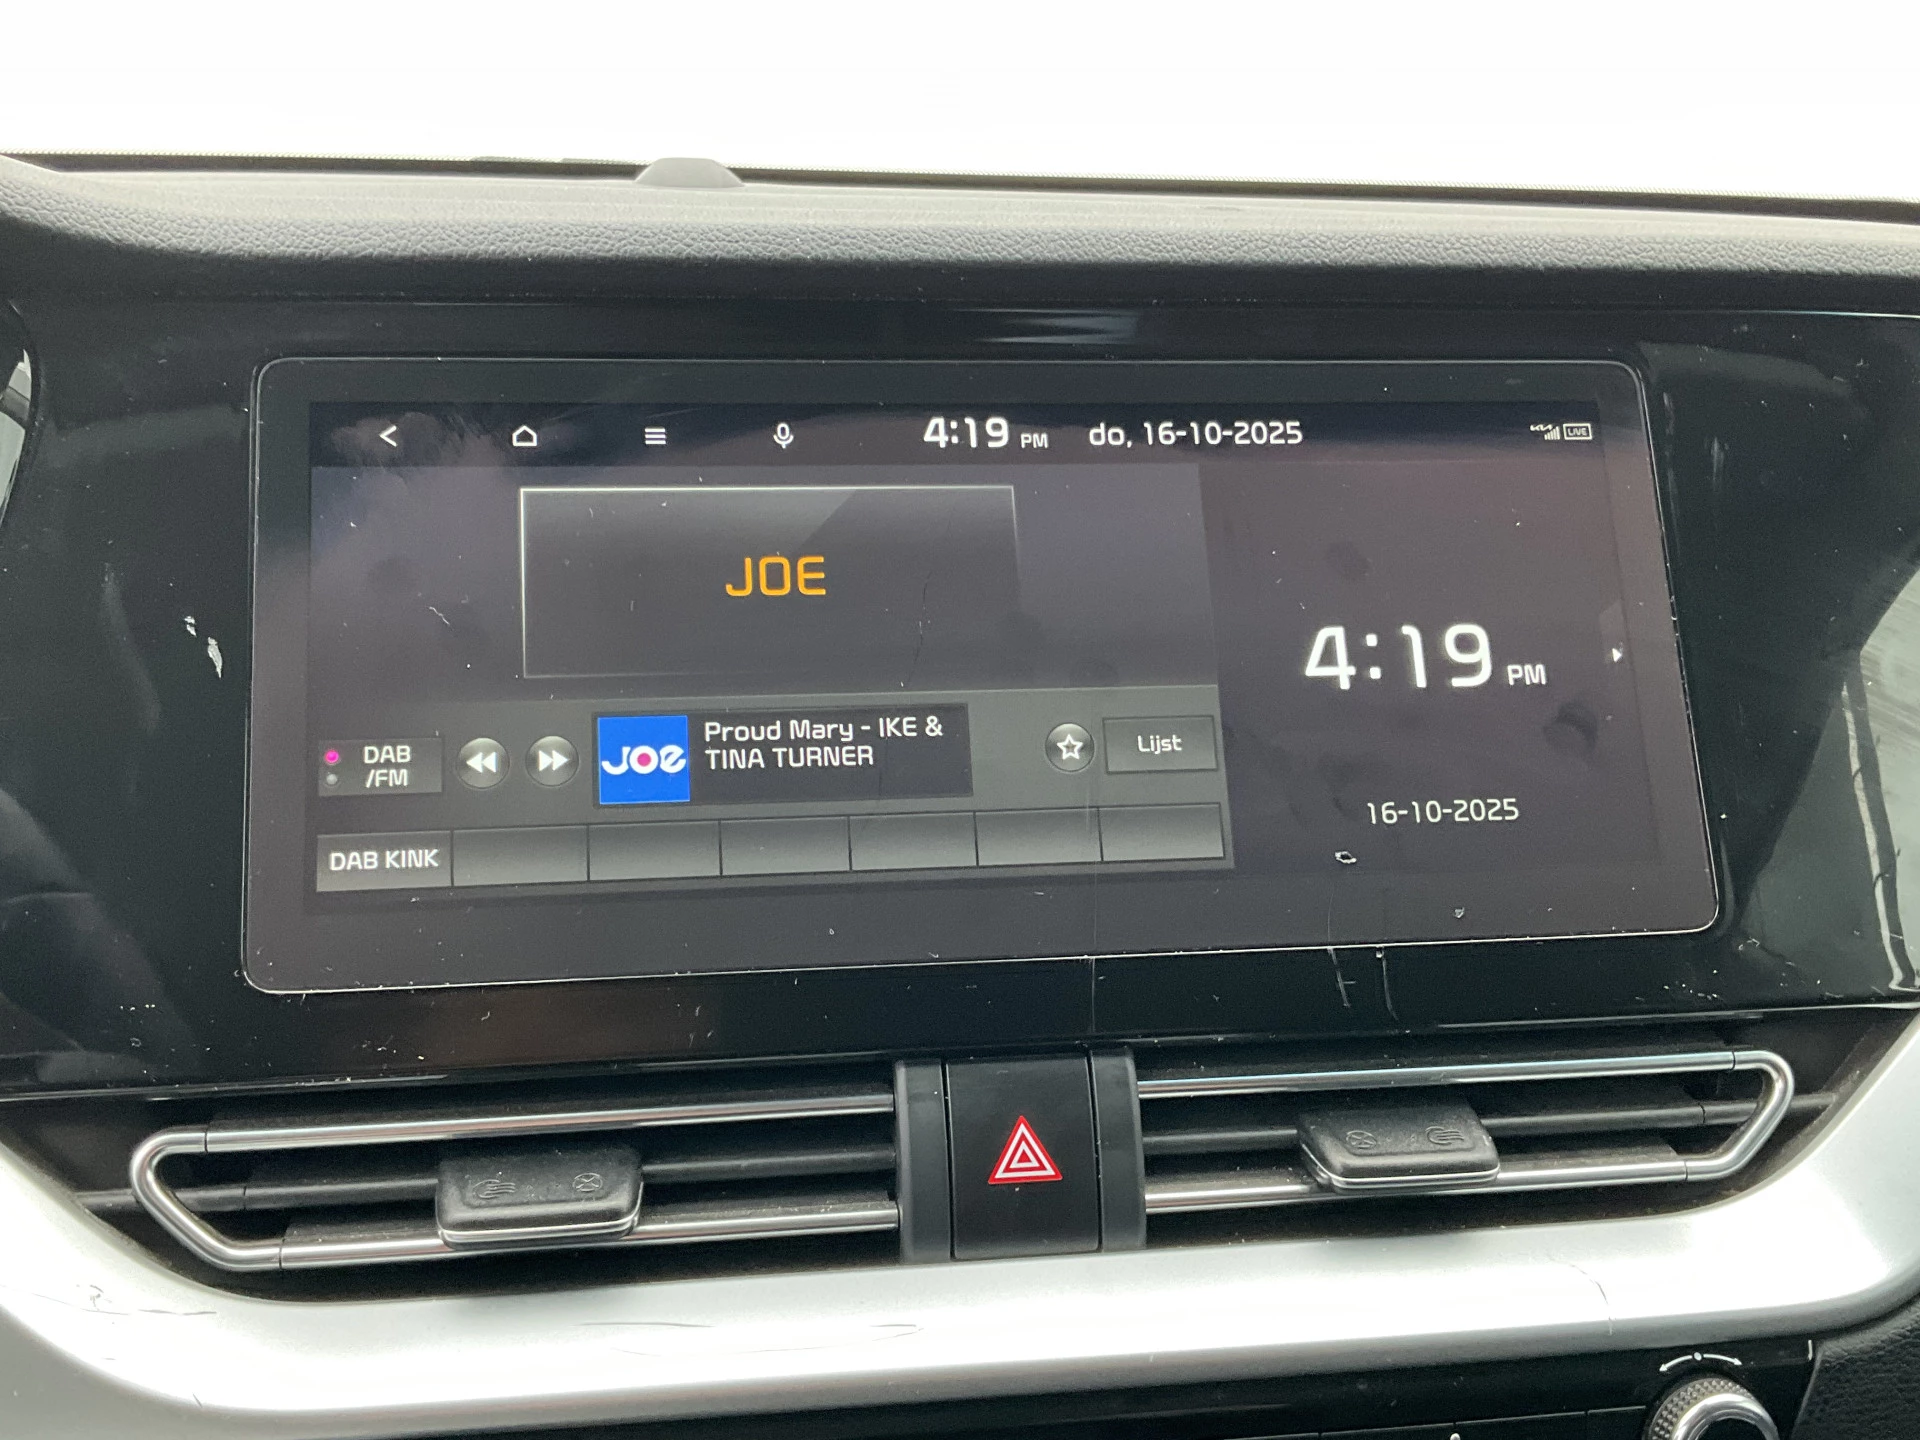 4:19 PM do, 16-10-2025
LIVE
JOE
4:19 PM
16-10-2025
DAB
/FM
Joe
Proud Mary - IKE &
TINA TURNER
Lijst
DAB KINK